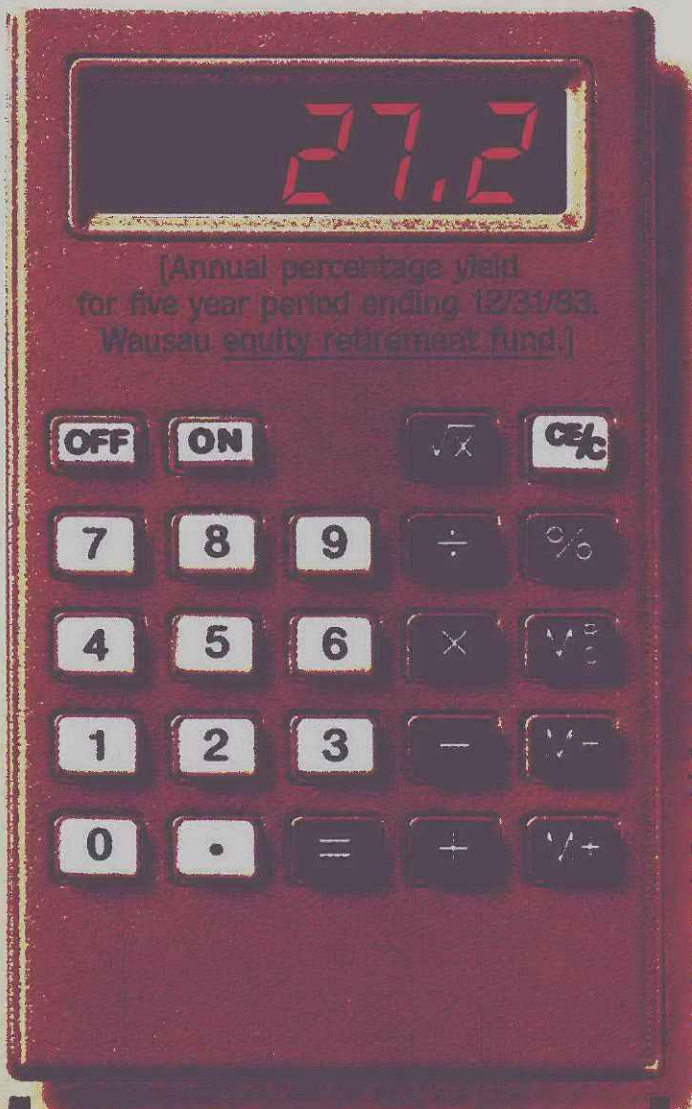 27.2
[Annual percentage yield
for five year period ending 12/31/83.
Wausau equity retirement fund.]
OFF ON √x CE/C
7 8 9 ÷ %
4 5 6 × MR/C
1 2 3 − M−
0 . = + M+